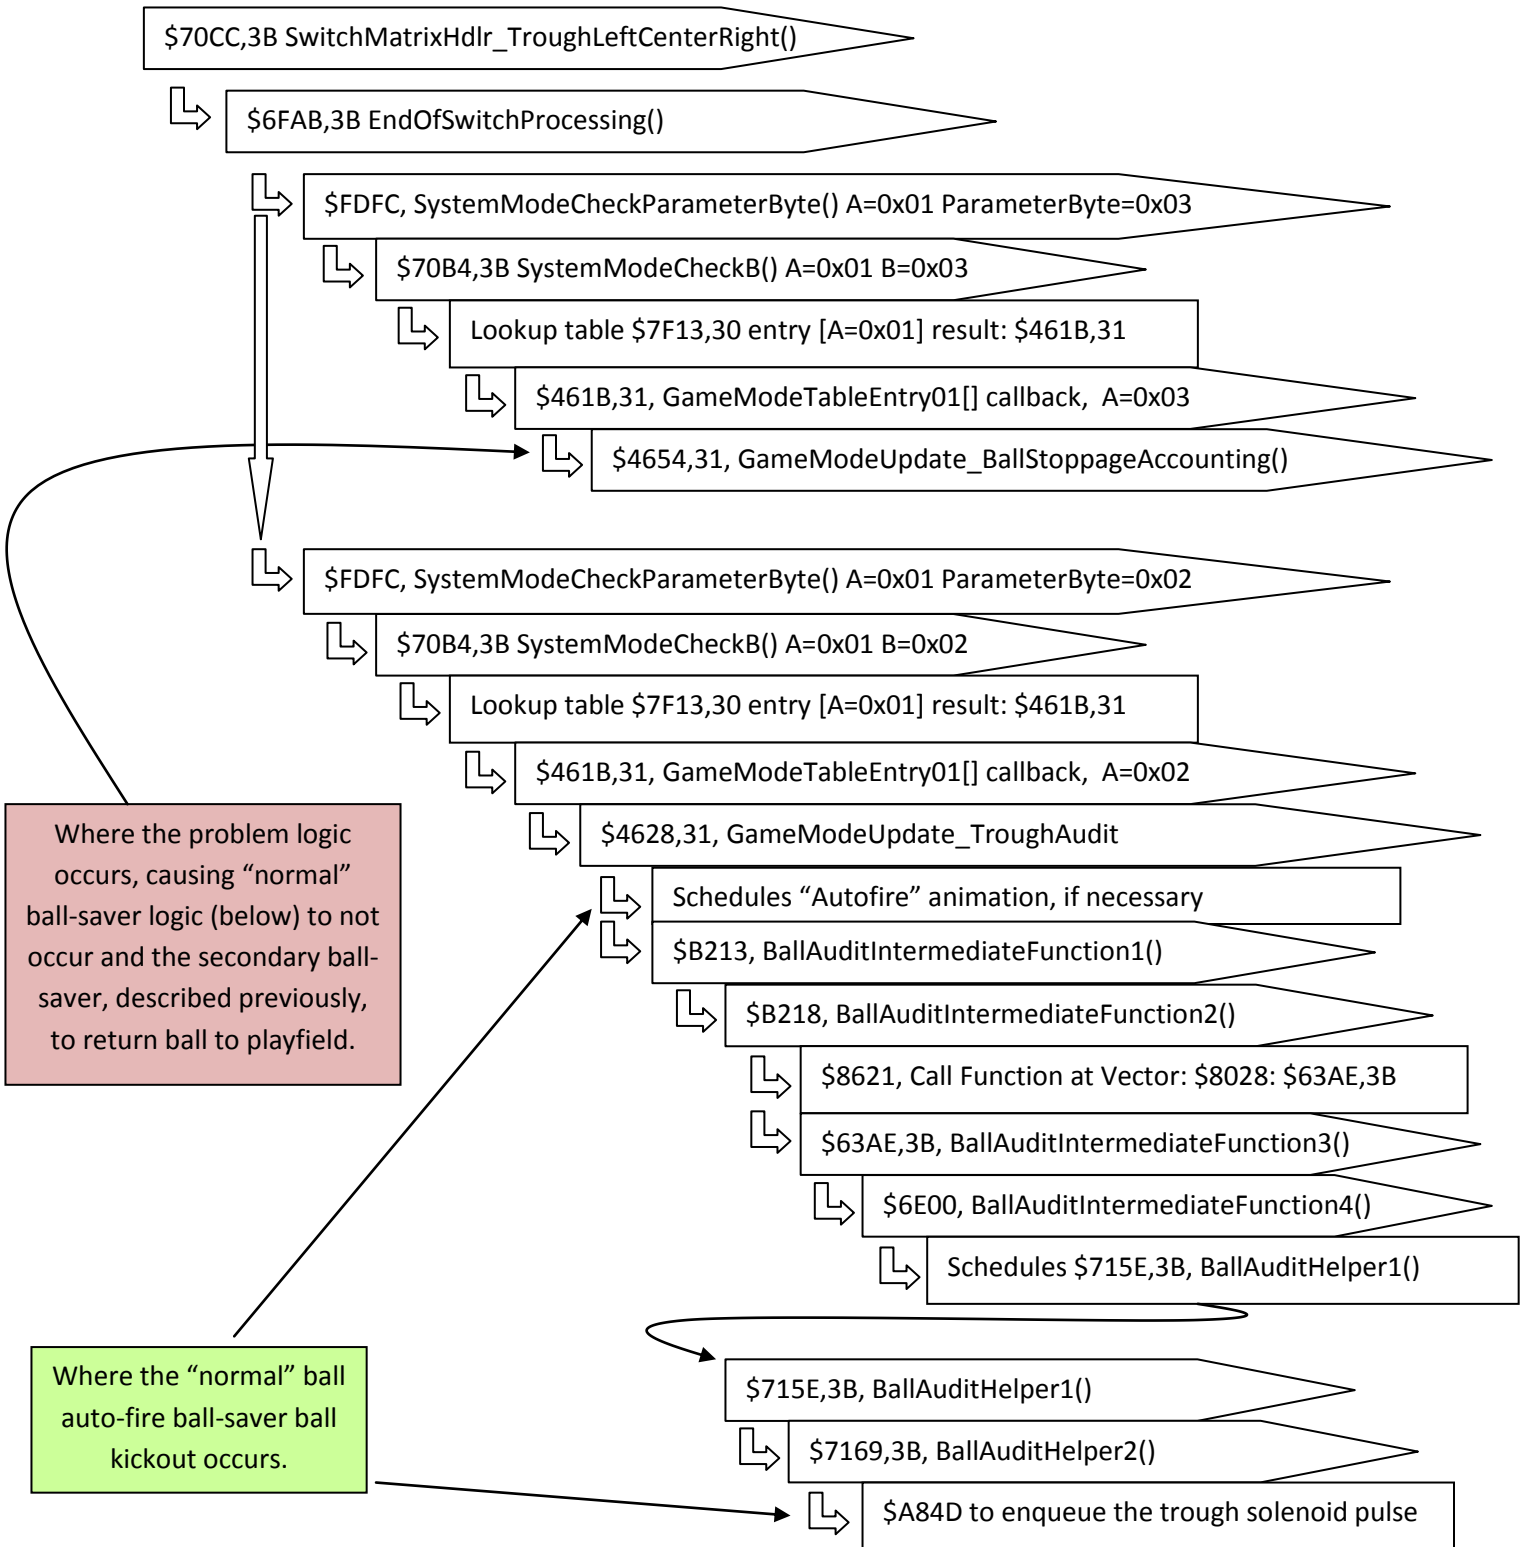 $70CC,3B SwitchMatrixHdlr_TroughLeftCenterRight()
$6FAB,3B EndOfSwitchProcessing()
$FDFC, SystemModeCheckParameterByte() A=0x01 ParameterByte=0x03
$70B4,3B SystemModeCheckB() A=0x01 B=0x03
Lookup table $7F13,30 entry [A=0x01] result: $461B,31
$461B,31, GameModeTableEntry01[] callback,  A=0x03
$4654,31, GameModeUpdate_BallStoppageAccounting()
$FDFC, SystemModeCheckParameterByte() A=0x01 ParameterByte=0x02
$70B4,3B SystemModeCheckB() A=0x01 B=0x02
Lookup table $7F13,30 entry [A=0x01] result: $461B,31
$461B,31, GameModeTableEntry01[] callback,  A=0x02
$4628,31, GameModeUpdate_TroughAudit
Where the problem logic
occurs, causing “normal”
ball-saver logic (below) to not
occur and the secondary ball-
saver, described previously,
to return ball to playfield.
Schedules “Autofire” animation, if necessary
$B213, BallAuditIntermediateFunction1()
$B218, BallAuditIntermediateFunction2()
$8621, Call Function at Vector: $8028: $63AE,3B
$63AE,3B, BallAuditIntermediateFunction3()
$6E00, BallAuditIntermediateFunction4()
Schedules $715E,3B, BallAuditHelper1()
Where the “normal” ball
auto-fire ball-saver ball
kickout occurs.
$715E,3B, BallAuditHelper1()
$7169,3B, BallAuditHelper2()
$A84D to enqueue the trough solenoid pulse